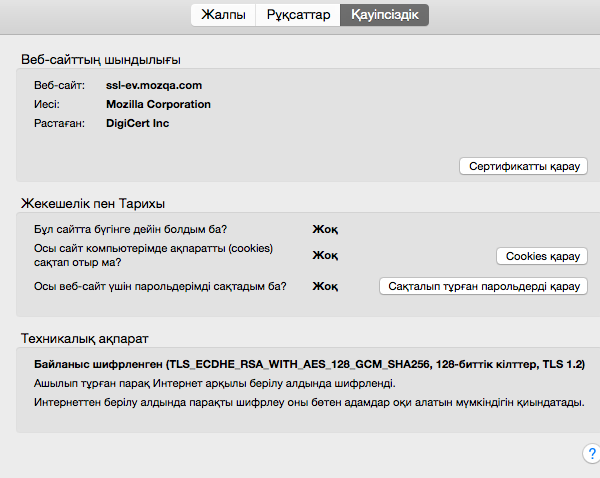 Жалпы Рұқсаттар Қауіпсіздік
Веб-сайттың шындылығы
Веб-сайт: ssl-ev.mozqa.com
Иесі: Mozilla Corporation
Растаған: DigiCert Inc
Сертификатты қарау
Жекешелік пен Тарихы
Бұл сайтта бүгінге дейін болдым ба? Жоқ
Осы сайт компьютерімде ақпаратты (cookies)
сақтап отыр ма? Жоқ Cookies қарау
Осы веб-сайт үшін парольдерімді сақтадым ба? Жоқ Сақталып тұрған парольдерді қарау
Техникалық ақпарат
Байланыс шифрленген (TLS_ECDHE_RSA_WITH_AES_128_GCM_SHA256, 128-биттік кілттер, TLS 1.2)
Ашылып тұрған парақ Интернет арқылы берілу алдында шифрленді.
Интернеттен берілу алдында парақты шифрлеу оны бөтен адамдар оқи алатын мүмкіндігін қиындатады.
?